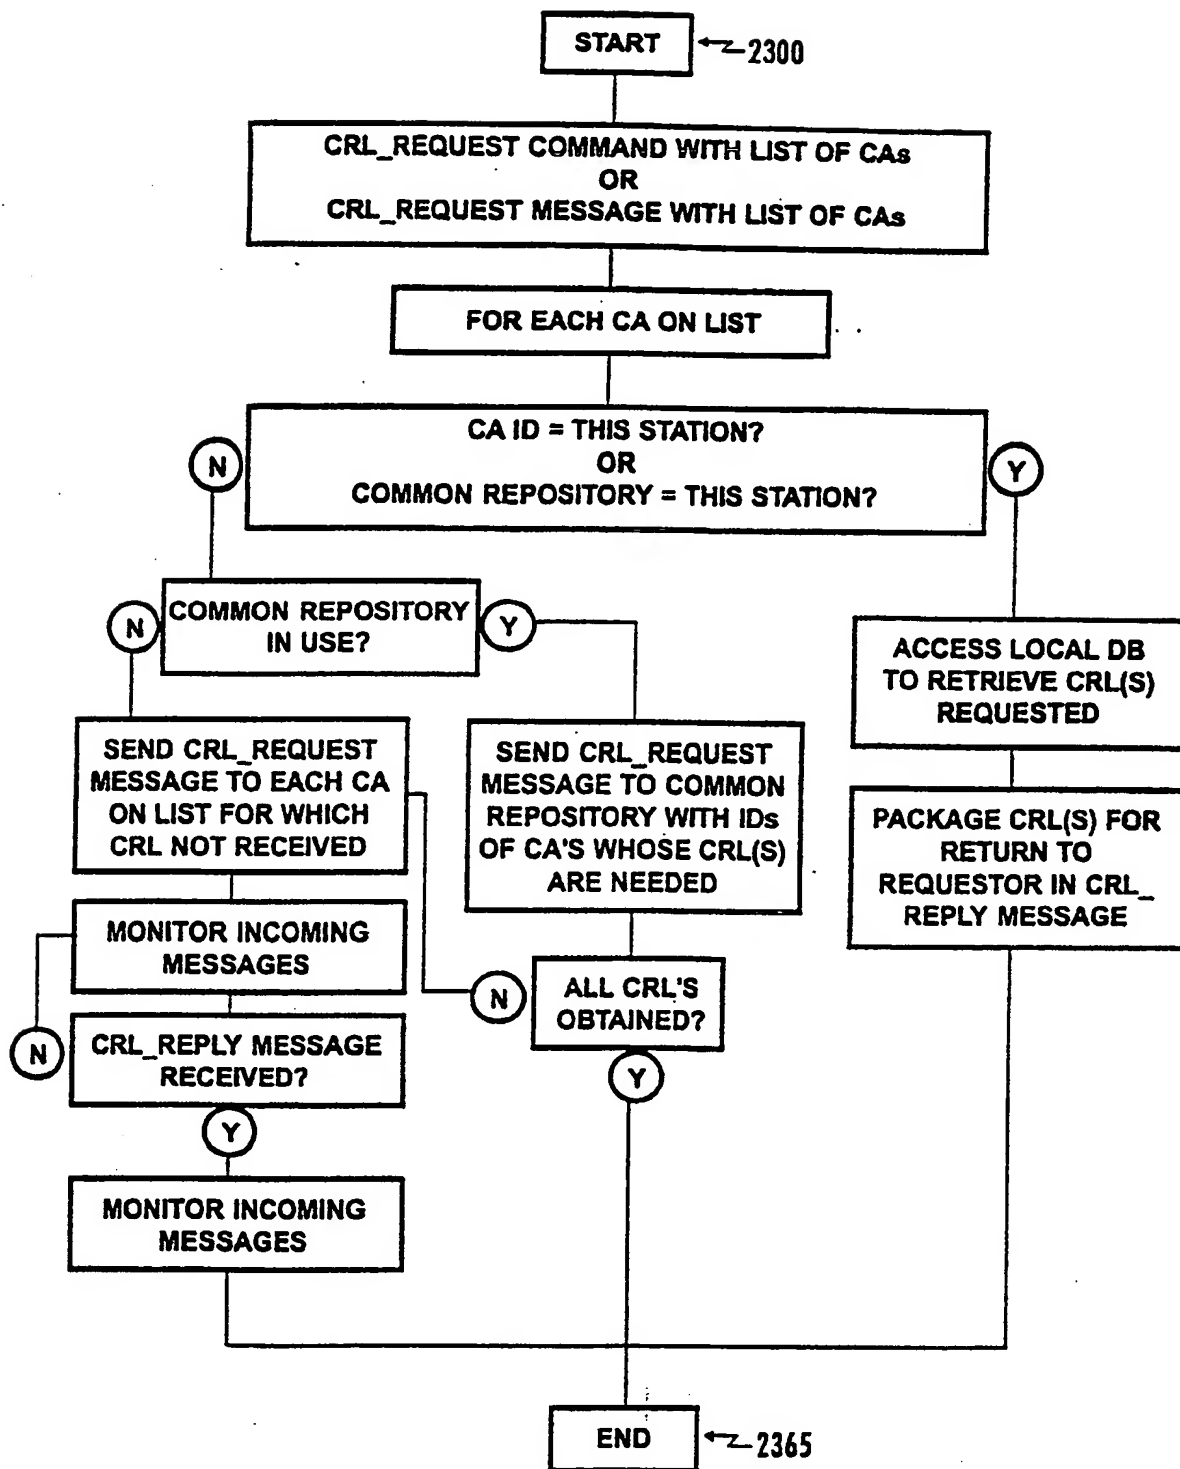 START
2300
CRL_REQUEST COMMAND WITH LIST OF CAs
OR
CRL_REQUEST MESSAGE WITH LIST OF CAs
FOR EACH CA ON LIST
CA ID = THIS STATION?
OR
COMMON REPOSITORY = THIS STATION?
N
Y
COMMON REPOSITORY
IN USE?
N
Y
ACCESS LOCAL DB
TO RETRIEVE CRL(S)
REQUESTED
SEND CRL_REQUEST
MESSAGE TO EACH CA
ON LIST FOR WHICH
CRL NOT RECEIVED
SEND CRL_REQUEST
MESSAGE TO COMMON
REPOSITORY WITH IDs
OF CA'S WHOSE CRL(S)
ARE NEEDED
PACKAGE CRL(S) FOR
RETURN TO
REQUESTOR IN CRL_
REPLY MESSAGE
MONITOR INCOMING
MESSAGES
N
ALL CRL'S
OBTAINED?
N
CRL_REPLY MESSAGE
RECEIVED?
Y
Y
MONITOR INCOMING
MESSAGES
END
2365